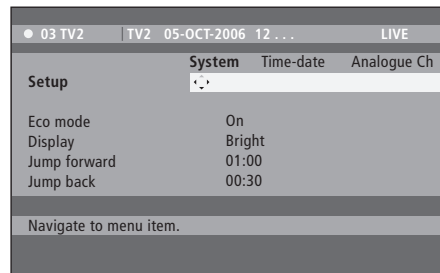 03 TV2 TV2 05-OCT-2006 12 . . . LIVE
System Time-date Analogue Ch
Setup
Eco mode On
Display Bright
Jump forward 01:00
Jump back 00:30
Navigate to menu item.